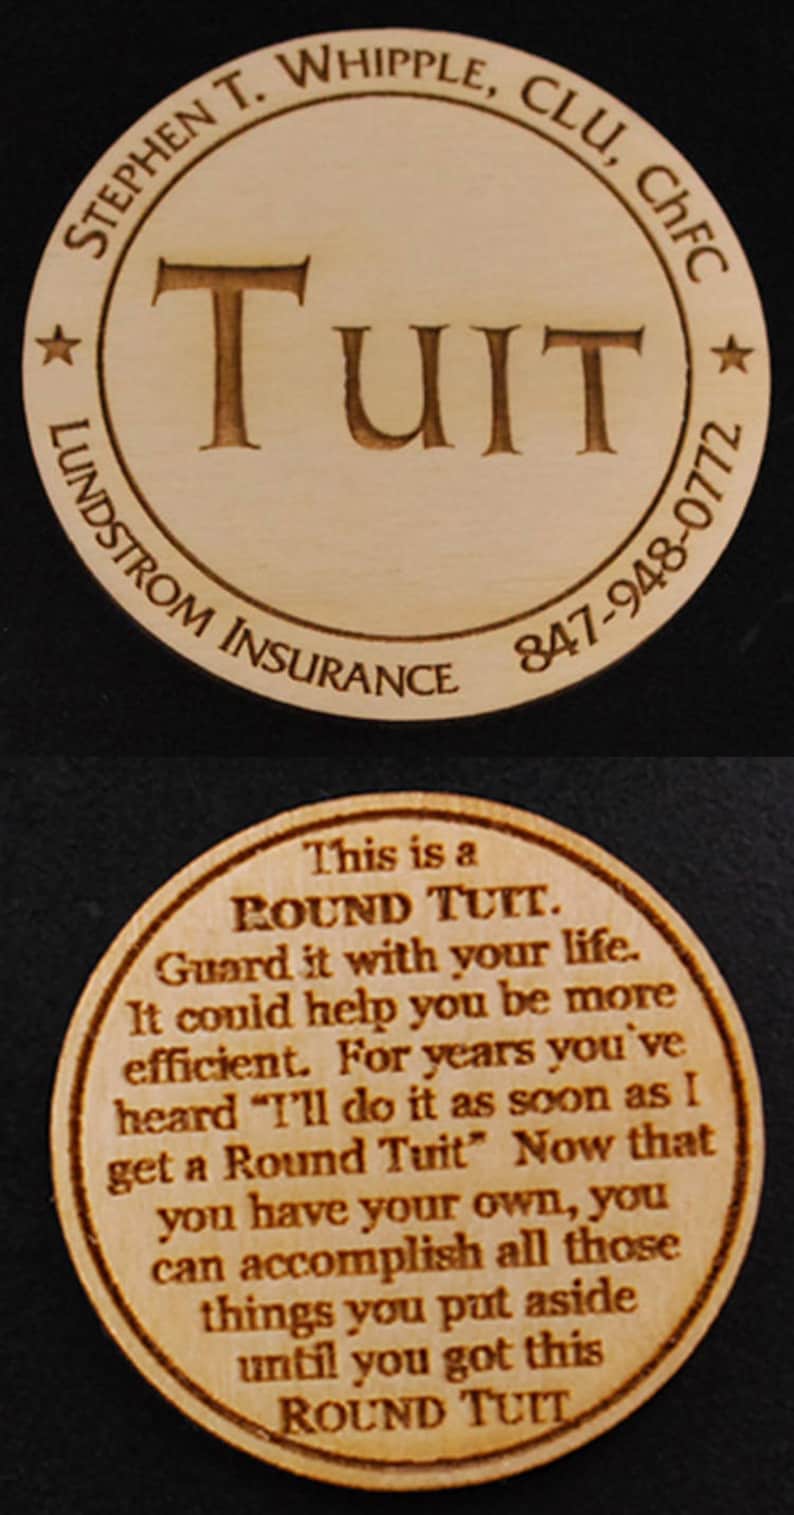 STEPHEN T. WHIPPLE, CLU, ChFC
TUIT
LUNDSTROM INSURANCE 847-948-0772
This is a
ROUND TUIT.
Guard it with your life.
It could help you be more
efficient. For years you've
heard "I'll do it as soon as I
get a Round Tuit" Now that
you have your own, you
can accomplish all those
things you put aside
until you got this
ROUND TUIT